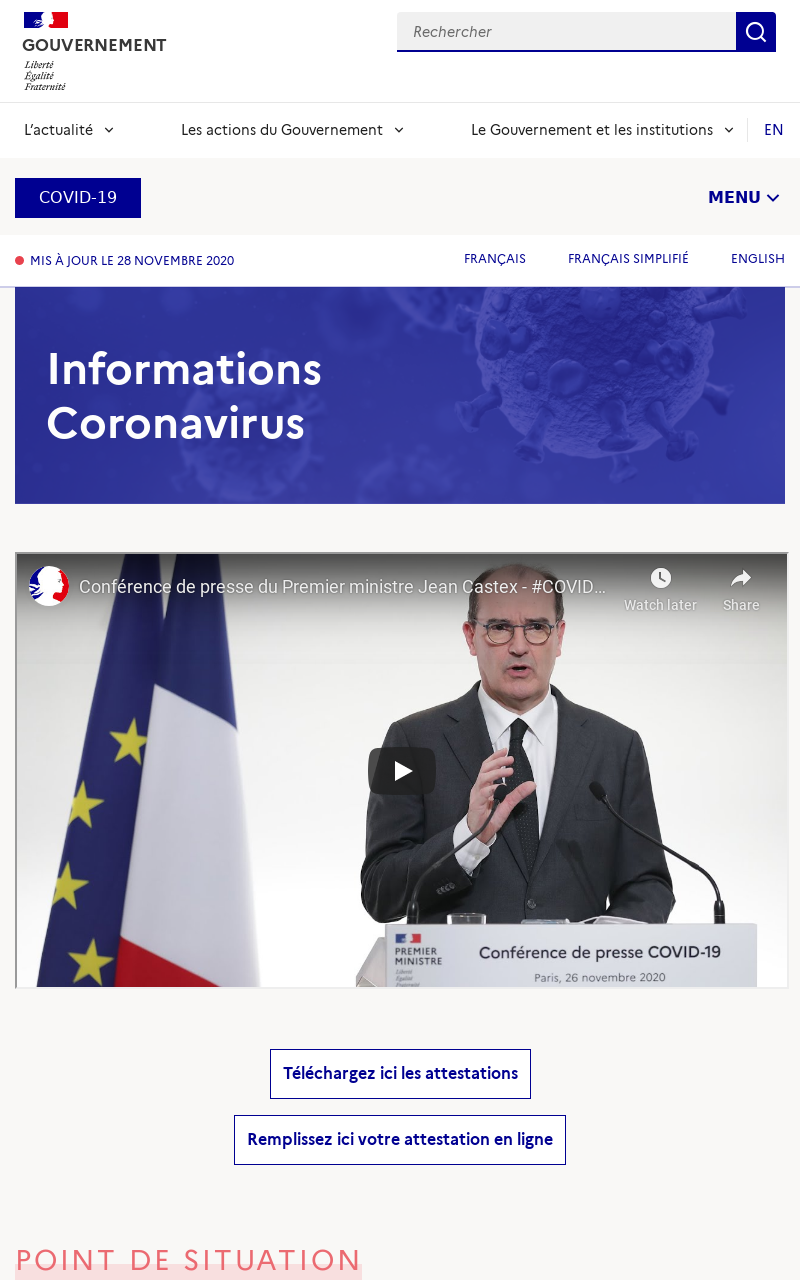 GOUVERNEMENT
Liberté
Égalité
Fraternité
Rechercher
L’actualité
Les actions du Gouvernement
Le Gouvernement et les institutions
EN
COVID-19
MENU
MIS À JOUR LE 28 NOVEMBRE 2020
FRANÇAIS
FRANÇAIS SIMPLIFIÉ
ENGLISH
Informations
Coronavirus
Conférence de presse du Premier ministre Jean Castex - #COVID...
Watch later
Share
PREMIER
MINISTRE
Liberté
Égalité
Fraternité
Conférence de presse COVID-19
Paris, 26 novembre 2020
Téléchargez ici les attestations
Remplissez ici votre attestation en ligne
POINT DE SITUATION